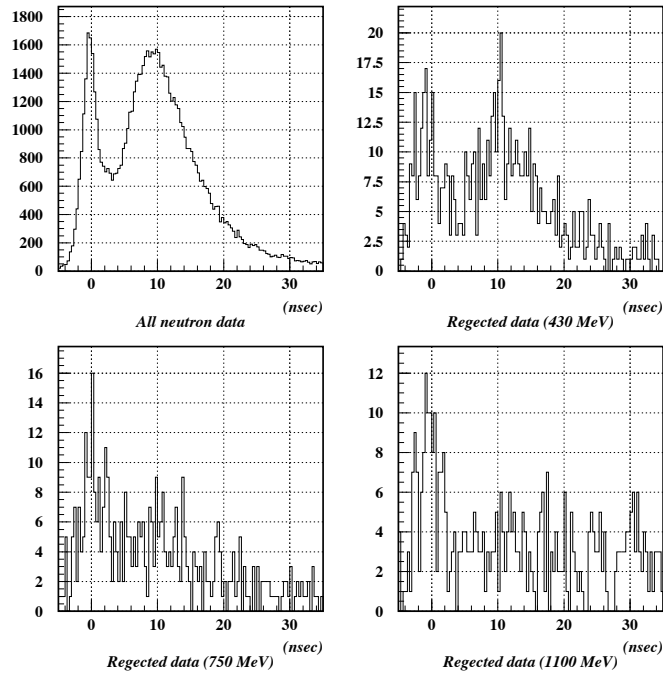 1800
1600
1400
1200
1000
800
600
400
200
0
0 10 20 30
(nsec)
All neutron data
20
17.5
15
12.5
10
7.5
5
2.5
0
0 10 20 30
(nsec)
Regected data (430 MeV)
16
14
12
10
8
6
4
2
0
0 10 20 30
(nsec)
Regected data (750 MeV)
12
10
8
6
4
2
0
0 10 20 30
(nsec)
Regected data (1100 MeV)